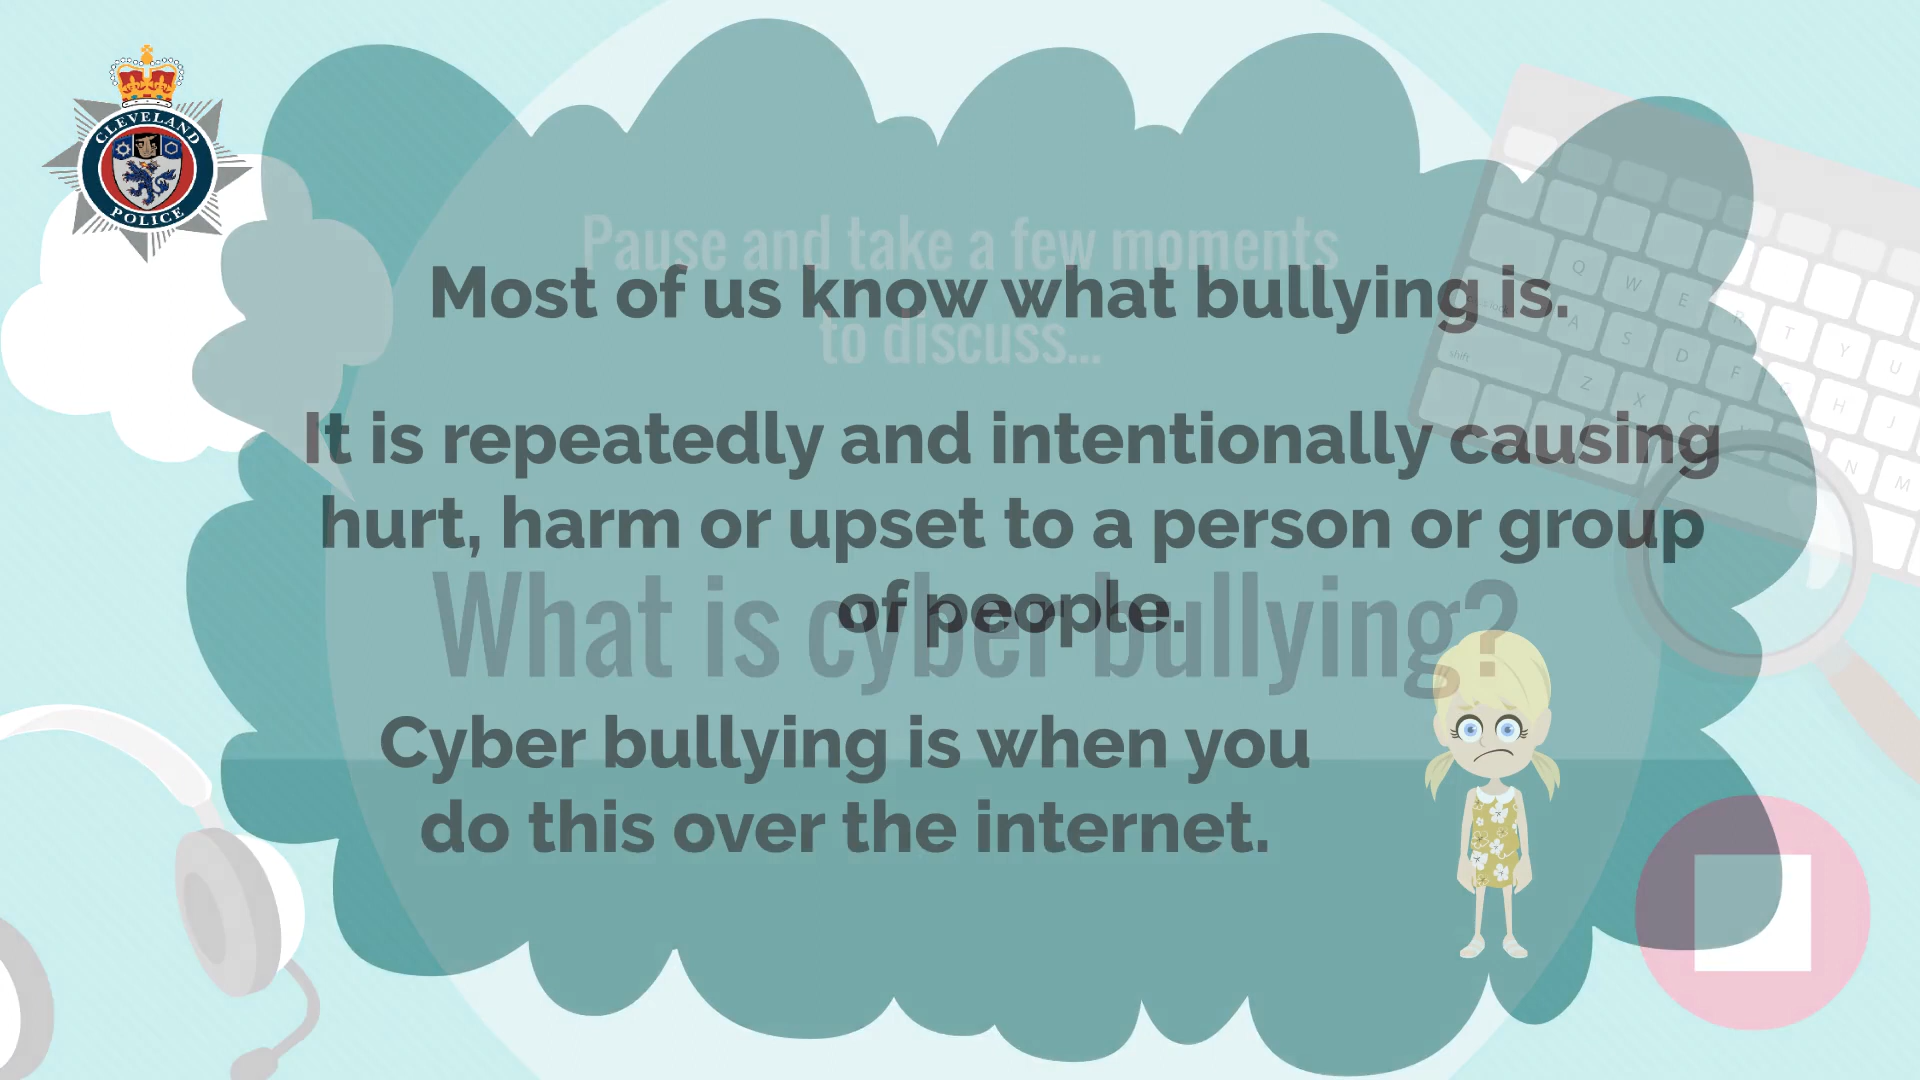 CLEVELAND
POLICE
Pause and take a few moments
to discuss...
Most of us know what bullying is.
It is repeatedly and intentionally causing
hurt, harm or upset to a person or group
of people.
What is cyber bullying?
Cyber bullying is when you
do this over the internet.
Q W E R T Y U
A S D F G H J
shift Z X C V N M